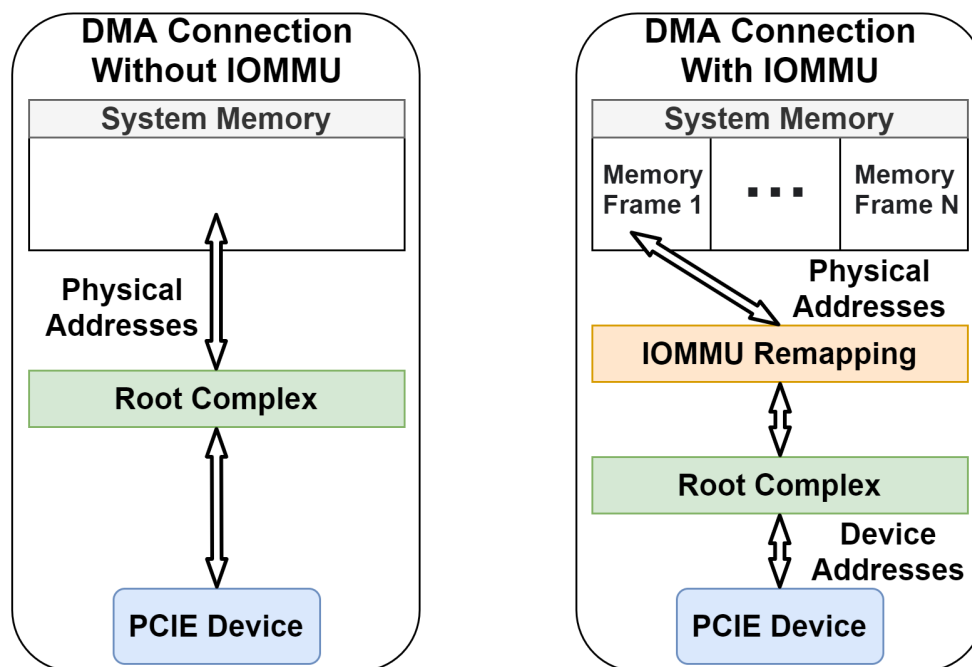 DMA Connection
Without IOMMU
System Memory
Physical
Addresses
Root Complex
PCIE Device
DMA Connection
With IOMMU
System Memory
Memory
Frame 1
...
Memory
Frame N
Physical
Addresses
IOMMU Remapping
Root Complex
Device
Addresses
PCIE Device